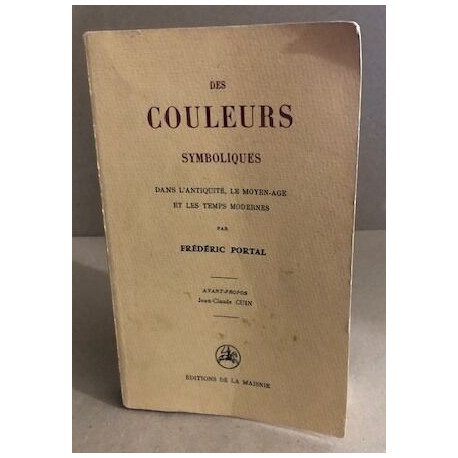 DES
COULEURS
SYMBOLIQUES
DANS L'ANTIQUITÉ, LE MOYEN-AGE
ET LES TEMPS MODERNES
PAR
FRÉDÉRIC PORTAL
AVANT-PROPOS
Jean-Claude CUIN
EDITIONS DE LA MAISNIE